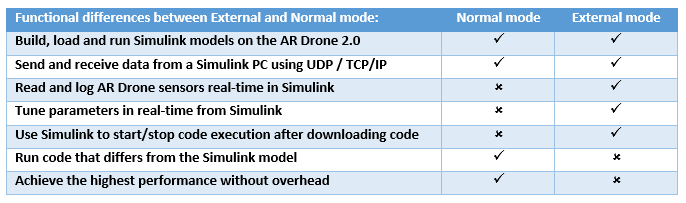 Functional differences between External and Normal mode: Normal mode External mode
Build, load and run Simulink models on the AR Drone 2.0 ✓ ✓
Send and receive data from a Simulink PC using UDP / TCP/IP ✓ ✓
Read and log AR Drone sensors real-time in Simulink × ✓
Tune parameters in real-time from Simulink × ✓
Use Simulink to start/stop code execution after downloading code × ✓
Run code that differs from the Simulink model ✓ ×
Achieve the highest performance without overhead ✓ ×